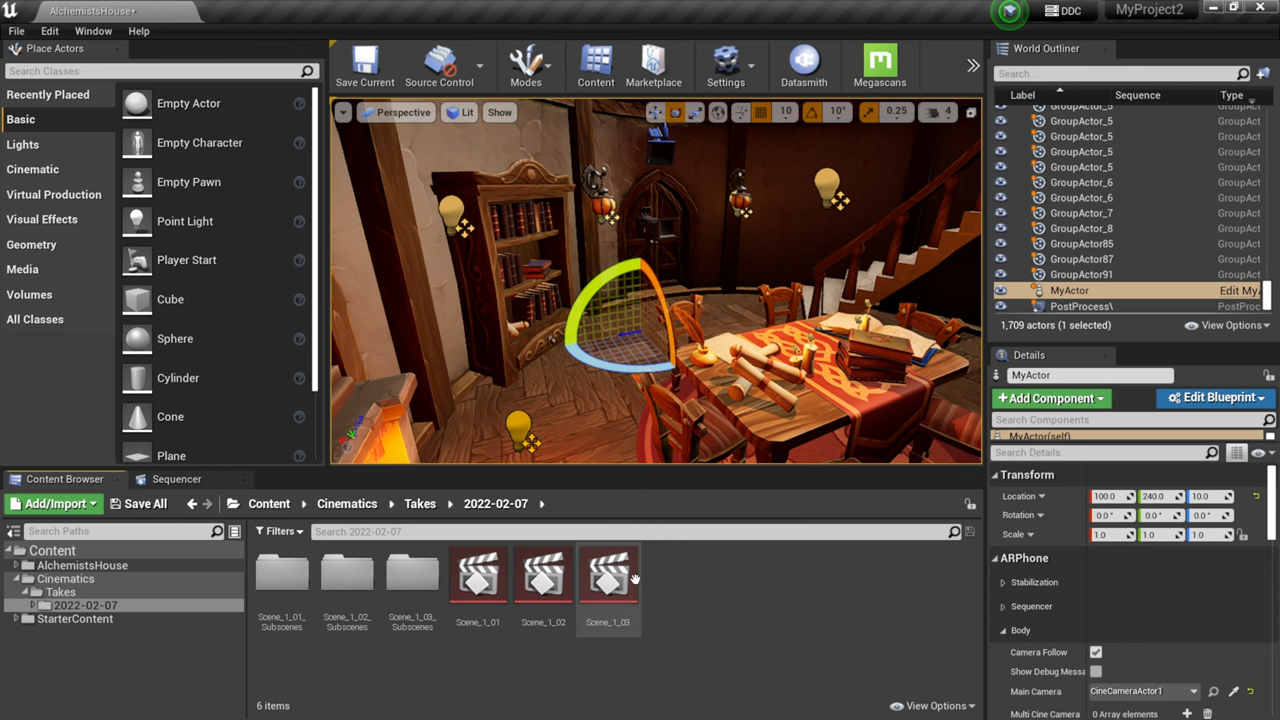 AlchemistsHouse*
DDC
MyProject2
File Edit Window Help
Place Actors
Search Classes
Recently Placed
Basic
Lights
Cinematic
Virtual Production
Visual Effects
Geometry
Media
Volumes
All Classes
Empty Actor
Empty Character
Empty Pawn
Point Light
Player Start
Cube
Sphere
Cylinder
Cone
Plane
Save Current
Source Control
Modes
Content
Marketplace
Settings
Datasmith
Megascans
Perspective
Lit
Show
10
10°
0.25
4
World Outliner
Search...
Label Sequence Type
GroupActor_5 GroupAct
GroupActor_5 GroupAct
GroupActor_5 GroupAct
GroupActor_5 GroupAct
GroupActor_5 GroupAct
GroupActor_6 GroupAct
GroupActor_6 GroupAct
GroupActor_7 GroupAct
GroupActor_8 GroupAct
GroupActor85 GroupAct
GroupActor87 GroupAct
GroupActor91 GroupAct
MyActor Edit My
PostProcess\ PostProc
1,709 actors (1 selected)
View Options
Details
MyActor
Add Component
Edit Blueprint
Search Components
MyActor(self)
Search Details
Transform
Location 100.0 240.0 10.0
Rotation 0.0° 0.0° 0.0°
Scale 1.0 1.0 1.0
ARPhone
Stabilization
Sequencer
Body
Camera Follow
Show Debug Messa
Main Camera CineCameraActor1
Multi Cine Camera 0 Array elements
Content Browser
Sequencer
Add/Import
Save All
Content
Cinematics
Takes
2022-02-07
Search Paths
Filters
Search 2022-02-07
Content
AlchemistsHouse
Cinematics
Takes
2022-02-07
StarterContent
Scene_1_01_
Subscenes
Scene_1_02_
Subscenes
Scene_1_03_
Subscenes
Scene_1_01
Scene_1_02
Scene_1_03
6 items
View Options